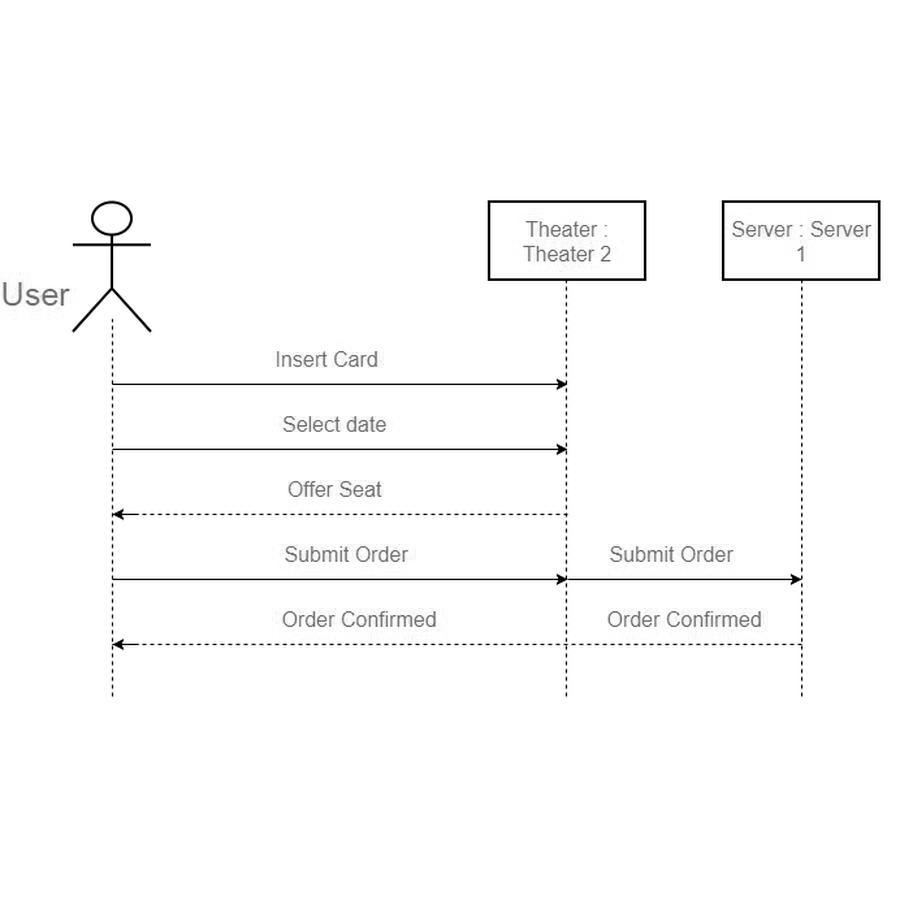 Theater :
Theater 2
Server : Server
1
User
Insert Card
Select date
Offer Seat
Submit Order
Submit Order
Order Confirmed
Order Confirmed